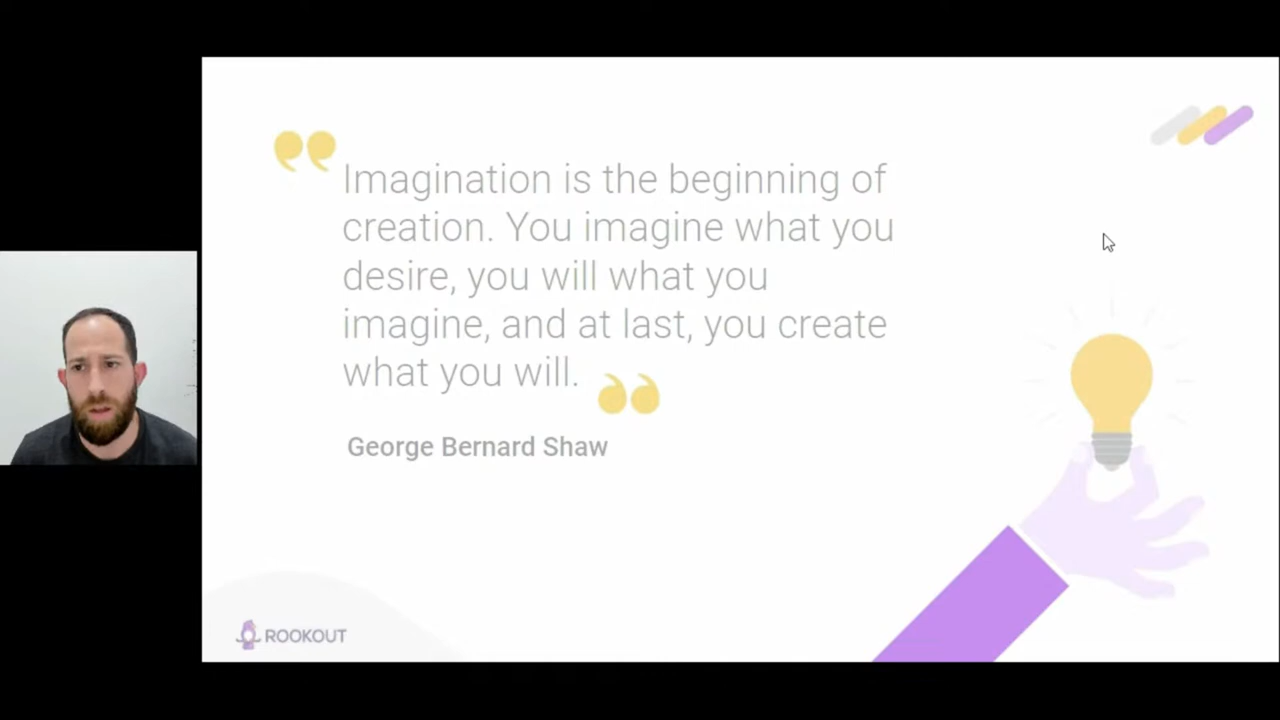 Imagination is the beginning of
creation. You imagine what you
desire, you will what you
imagine, and at last, you create
what you will.
George Bernard Shaw
ROOKOUT